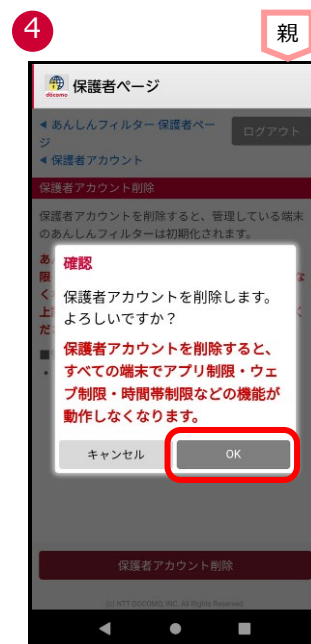 4
親
docomo
保護者ページ
◀ あんしんフィルター 保護者ペー
ジ
ログアウト
◀ 保護者アカウント
保護者アカウント削除
保護者アカウントを削除すると、管理している端末
のあんしんフィルターは初期化されます。
確認
保護者アカウントを削除します。
よろしいですか？
保護者アカウントを削除すると、
すべての端末でアプリ制限・ウェ
ブ制限・時間帯制限などの機能が
動作しなくなります。
キャンセル
OK
保護者アカウント削除
(c) NTT DOCOMO, INC. All Rights Reserved.